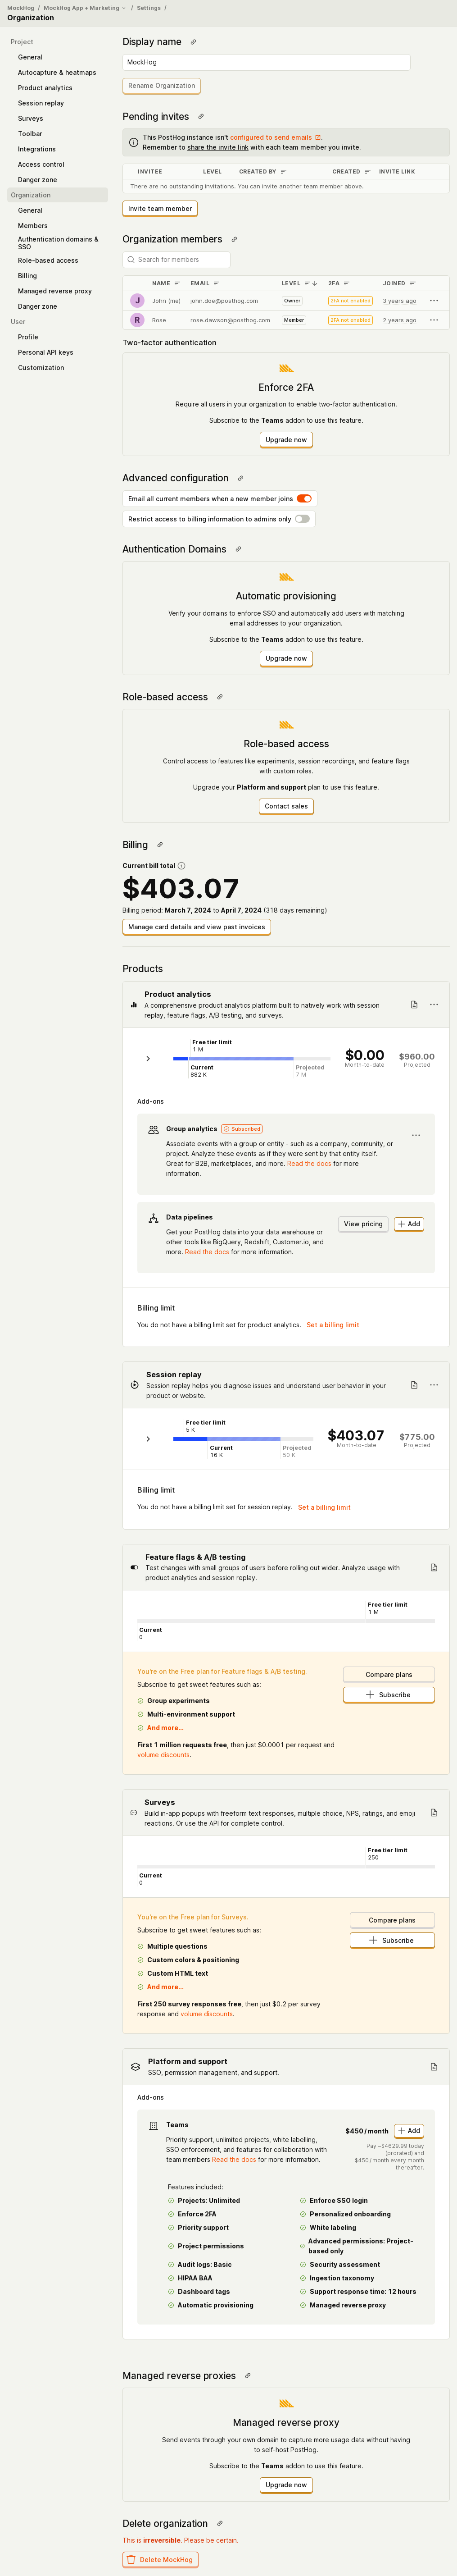 MockHog / MockHog App + Marketing / Settings /
Organization
Project
General
Autocapture & heatmaps
Product analytics
Session replay
Surveys
Toolbar
Integrations
Access control
Danger zone
Organization
General
Members
Authentication domains &
SSO
Role-based access
Billing
Managed reverse proxy
Danger zone
User
Profile
Personal API keys
Customization
Display name
MockHog
Rename Organization
Pending invites
This PostHog instance isn't configured to send emails.
Remember to share the invite link with each team member you invite.
INVITEE LEVEL CREATED BY CREATED INVITE LINK
There are no outstanding invitations. You can invite another team member above.
Invite team member
Organization members
Search for members
NAME EMAIL LEVEL 2FA JOINED
J John (me) john.doe@posthog.com Owner 2FA not enabled 3 years ago
R Rose rose.dawson@posthog.com Member 2FA not enabled 2 years ago
Two-factor authentication
Enforce 2FA
Require all users in your organization to enable two-factor authentication.
Subscribe to the Teams addon to use this feature.
Upgrade now
Advanced configuration
Email all current members when a new member joins
Restrict access to billing information to admins only
Authentication Domains
Automatic provisioning
Verify your domains to enforce SSO and automatically add users with matching
email addresses to your organization.
Subscribe to the Teams addon to use this feature.
Upgrade now
Role-based access
Role-based access
Control access to features like experiments, session recordings, and feature flags
with custom roles.
Upgrade your Platform and support plan to use this feature.
Contact sales
Billing
Current bill total
$403.07
Billing period: March 7, 2024 to April 7, 2024 (318 days remaining)
Manage card details and view past invoices
Products
Product analytics
A comprehensive product analytics platform built to natively work with session
replay, feature flags, A/B testing, and surveys.
Free tier limit
1 M
Current
682 K
Projected
7 M
$0.00
Month-to-date
$960.00
Projected
Add-ons
Group analytics Subscribed
Associate events with a group or entity - such as a company, community, or
project. Analyze these events as if they were sent by that entity itself.
Great for B2B, marketplaces, and more. Read the docs for more
information.
Data pipelines
Get your PostHog data into your data warehouse or
other tools like BigQuery, Redshift, Customer.io, and
more. Read the docs for more information.
View pricing
Add
Billing limit
You do not have a billing limit set for product analytics. Set a billing limit
Session replay
Session replay helps you diagnose issues and understand user behavior in your
product or website.
Free tier limit
5 K
Current
16 K
Projected
50 K
$403.07
Month-to-date
$775.00
Projected
Billing limit
You do not have a billing limit set for session replay. Set a billing limit
Feature flags & A/B testing
Test changes with small groups of users before rolling out wider. Analyze usage with
product analytics and session replay.
Free tier limit
1 M
Current
0
You're on the Free plan for Feature flags & A/B testing.
Subscribe to get sweet features such as:
Group experiments
Multi-environment support
And more...
First 1 million requests free, then just $0.0001 per request and
volume discounts.
Compare plans
Subscribe
Surveys
Build in-app popups with freeform text responses, multiple choice, NPS, ratings, and emoji
reactions. Or use the API for complete control.
Free tier limit
250
Current
0
You're on the Free plan for Surveys.
Subscribe to get sweet features such as:
Multiple questions
Custom colors & positioning
Custom HTML text
And more...
First 250 survey responses free, then just $0.2 per survey
response and volume discounts.
Compare plans
Subscribe
Platform and support
SSO, permission management, and support.
Add-ons
Teams
Priority support, unlimited projects, white labelling,
SSO enforcement, and features for collaboration with
team members Read the docs for more information.
$450/month
Add
Pay ~$4629.99 today
(prorated) and
$450/month every month
thereafter.
Features included:
Projects: Unlimited
Enforce 2FA
Priority support
Project permissions
Audit logs: Basic
HIPAA BAA
Dashboard tags
Automatic provisioning
Enforce SSO login
Personalized onboarding
White labeling
Advanced permissions: Project-
based only
Security assessment
Ingestion taxonomy
Support response time: 12 hours
Managed reverse proxy
Managed reverse proxies
Managed reverse proxy
Send events through your own domain to capture more usage data without having
to self-host PostHog.
Subscribe to the Teams addon to use this feature.
Upgrade now
Delete organization
This is irreversible. Please be certain.
Delete MockHog